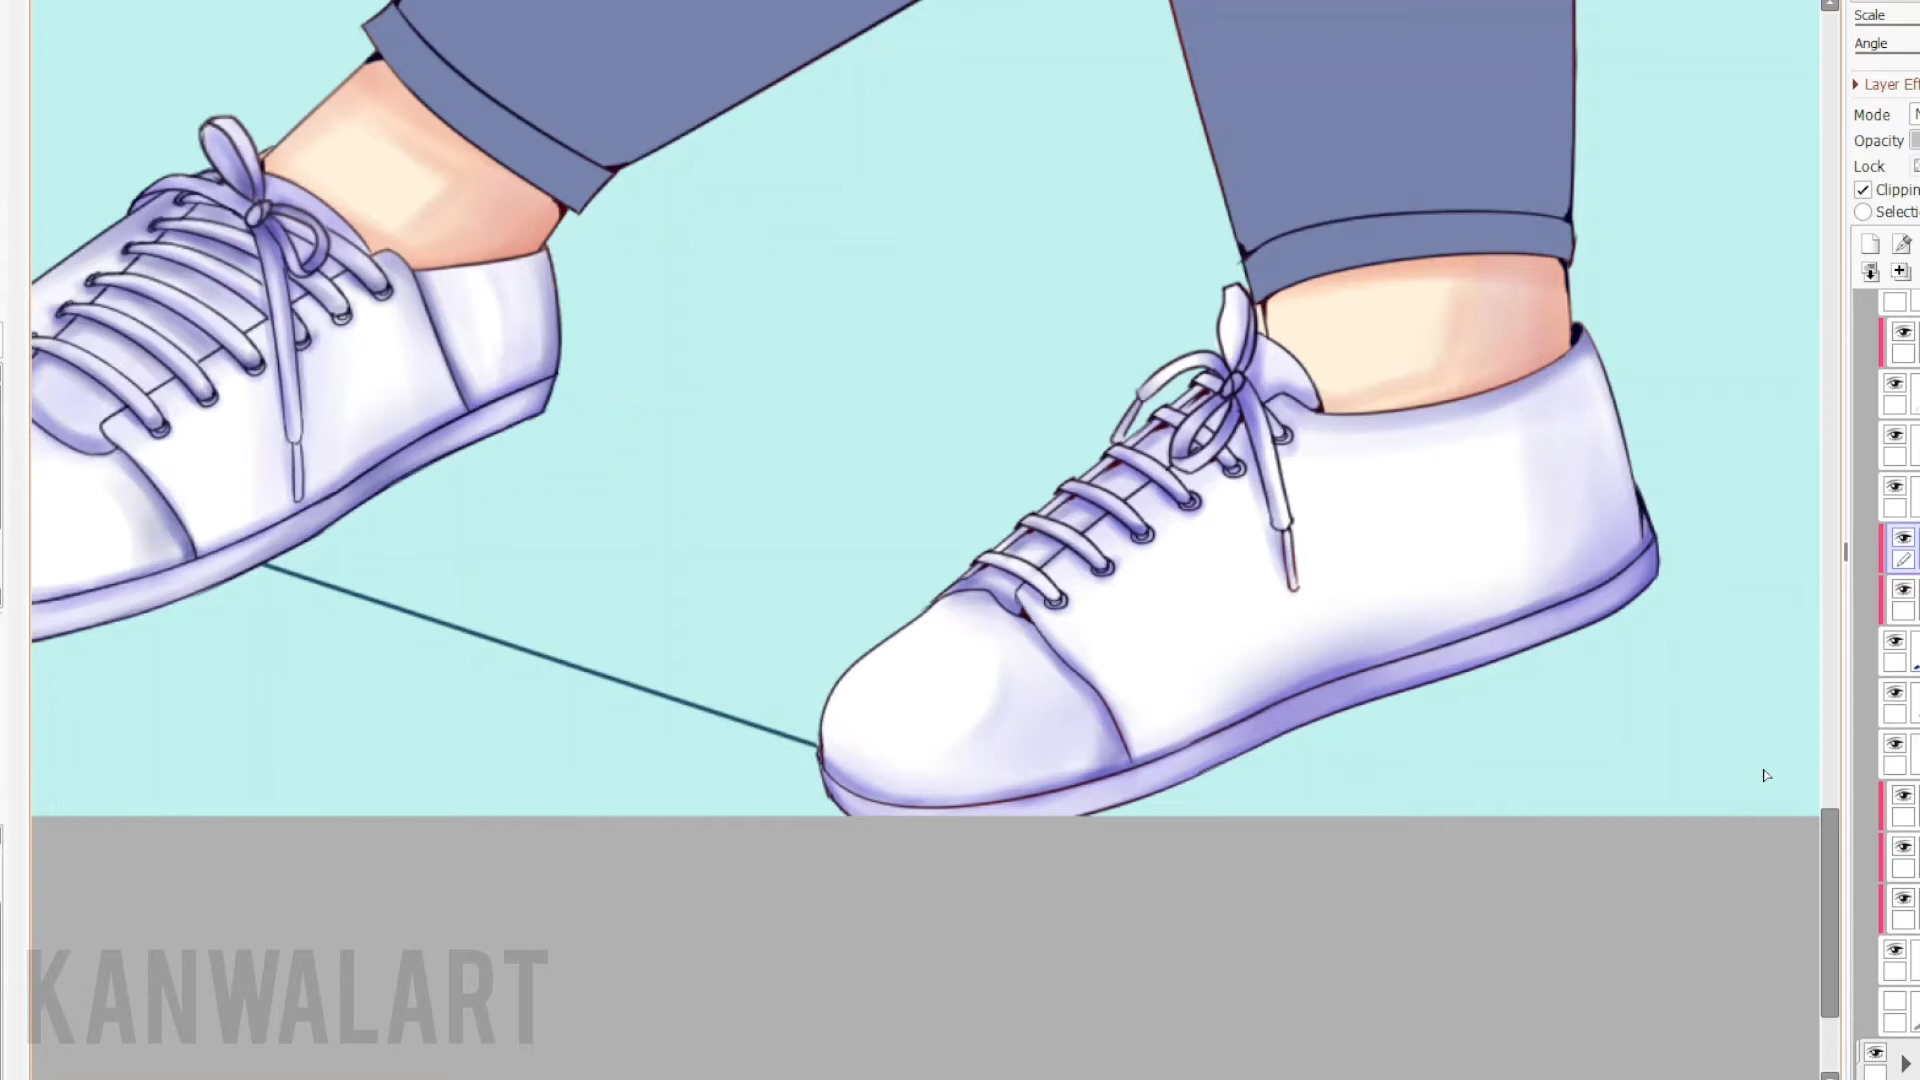 Scale
Angle
Layer Eff
Mode N
Opacity
Lock
Clippin
Selecti
KANWALART